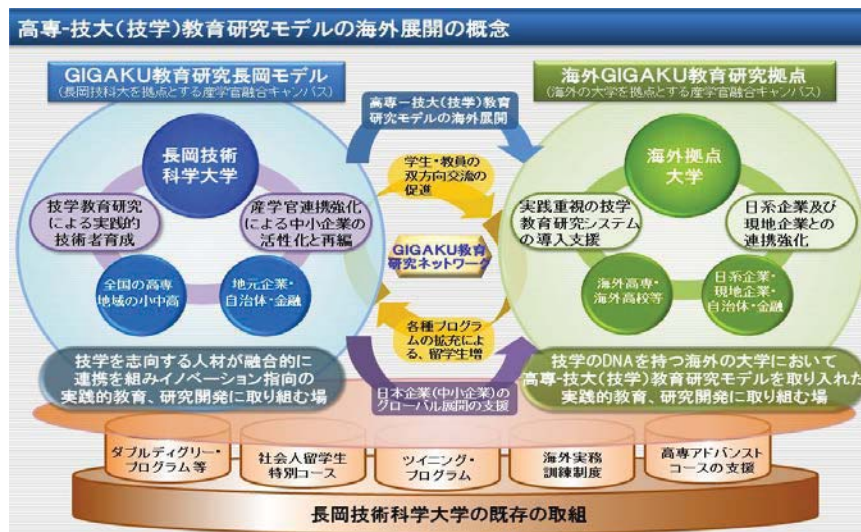 高専-技大(技学)教育研究モデルの海外展開の概念
GIGAKU教育研究長岡モデル
(長岡技科大を拠点とする産学官融合キャンパス)
長岡技術
科学大学
技学教育研究
による実践的
技術者育成
産学官連携強化
による中小企業の
活性化と再編
全国の高専
地域の小中高
地元企業・
自治体・金融
技学を志向する人材が融合的に
連携を組みイノベーション指向の
実践的教育、研究開発に取り組む場
高専-技大(技学)教育
研究モデルの海外展開
学生・教員の
双方向交流の
促進
GIGAKU教育
研究ネットワーク
各種プログラ
ムの拡充によ
る、留学生増
日本企業(中小企業)の
グローバル展開の支援
海外GIGAKU教育研究拠点
(海外の大学を拠点とする産学官融合キャンパス)
海外拠点
大学
実践重視の技学
教育研究システム
の導入支援
日系企業及び
現地企業との
連携強化
海外高専・
海外高校等
日系企業・
現地企業・
自治体・金融
技学のDNAを持つ海外の大学において
高専-技大(技学)教育研究モデルを取り入れた
実践的教育、研究開発に取り組む場
ダブルディグリー・
プログラム等
社会人留学生
特別コース
ツイニング・
プログラム
海外実務
訓練制度
高専アドバンスト
コースの支援
長岡技術科学大学の既存の取組